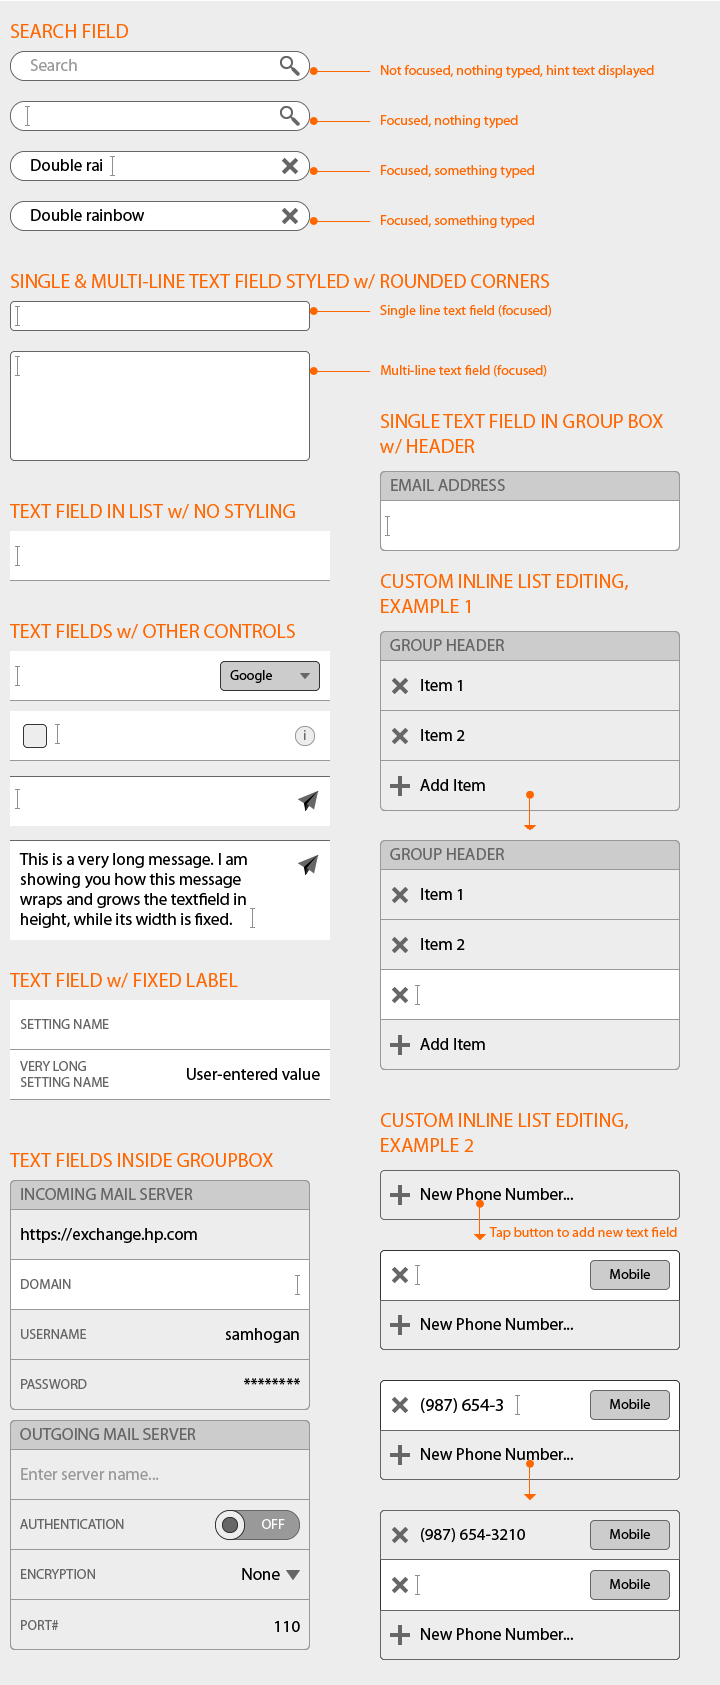 SEARCH FIELD
Search
Not focused, nothing typed, hint text displayed
Focused, nothing typed
Double rai
Focused, something typed
Double rainbow
Focused, something typed
SINGLE & MULTI-LINE TEXT FIELD STYLED w/ ROUNDED CORNERS
Single line text field (focused)
Multi-line text field (focused)
TEXT FIELD IN LIST w/ NO STYLING
TEXT FIELDS w/ OTHER CONTROLS
Google
i
This is a very long message. I am
showing you how this message
wraps and grows the textfield in
height, while its width is fixed.
TEXT FIELD w/ FIXED LABEL
SETTING NAME
VERY LONG
SETTING NAME
User-entered value
TEXT FIELDS INSIDE GROUPBOX
INCOMING MAIL SERVER
https://exchange.hp.com
DOMAIN
USERNAME
samhogan
PASSWORD
********
OUTGOING MAIL SERVER
Enter server name...
AUTHENTICATION
OFF
ENCRYPTION
None
PORT#
110
SINGLE TEXT FIELD IN GROUP BOX
w/ HEADER
EMAIL ADDRESS
CUSTOM INLINE LIST EDITING,
EXAMPLE 1
GROUP HEADER
Item 1
Item 2
Add Item
GROUP HEADER
Item 1
Item 2
Add Item
CUSTOM INLINE LIST EDITING,
EXAMPLE 2
New Phone Number...
Tap button to add new text field
Mobile
New Phone Number...
(987) 654-3
Mobile
New Phone Number...
(987) 654-3210
Mobile
Mobile
New Phone Number...